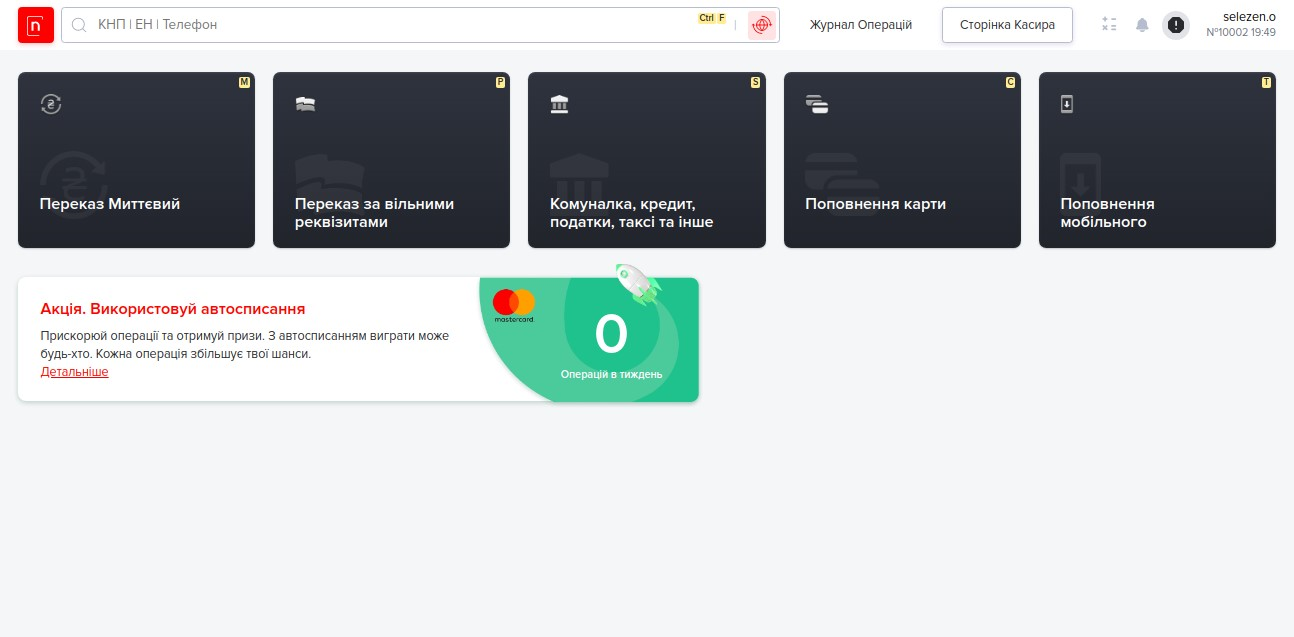 n
КНП | ЕН | Телефон
Ctrl F
Журнал Операцій
Сторінка Касира
selezen.o
№10002 19:49
M
Переказ Миттєвий
P
Переказ за вільними
реквізитами
S
Комуналка, кредит,
податки, таксі та інше
C
Поповнення карти
T
Поповнення
мобільного
Акція. Використовуй автосписання
Прискорюй операції та отримуй призи. З автосписанням виграти може
будь-хто. Кожна операція збільшує твої шанси.
Детальніше
mastercard.
0
Операцій в тиждень